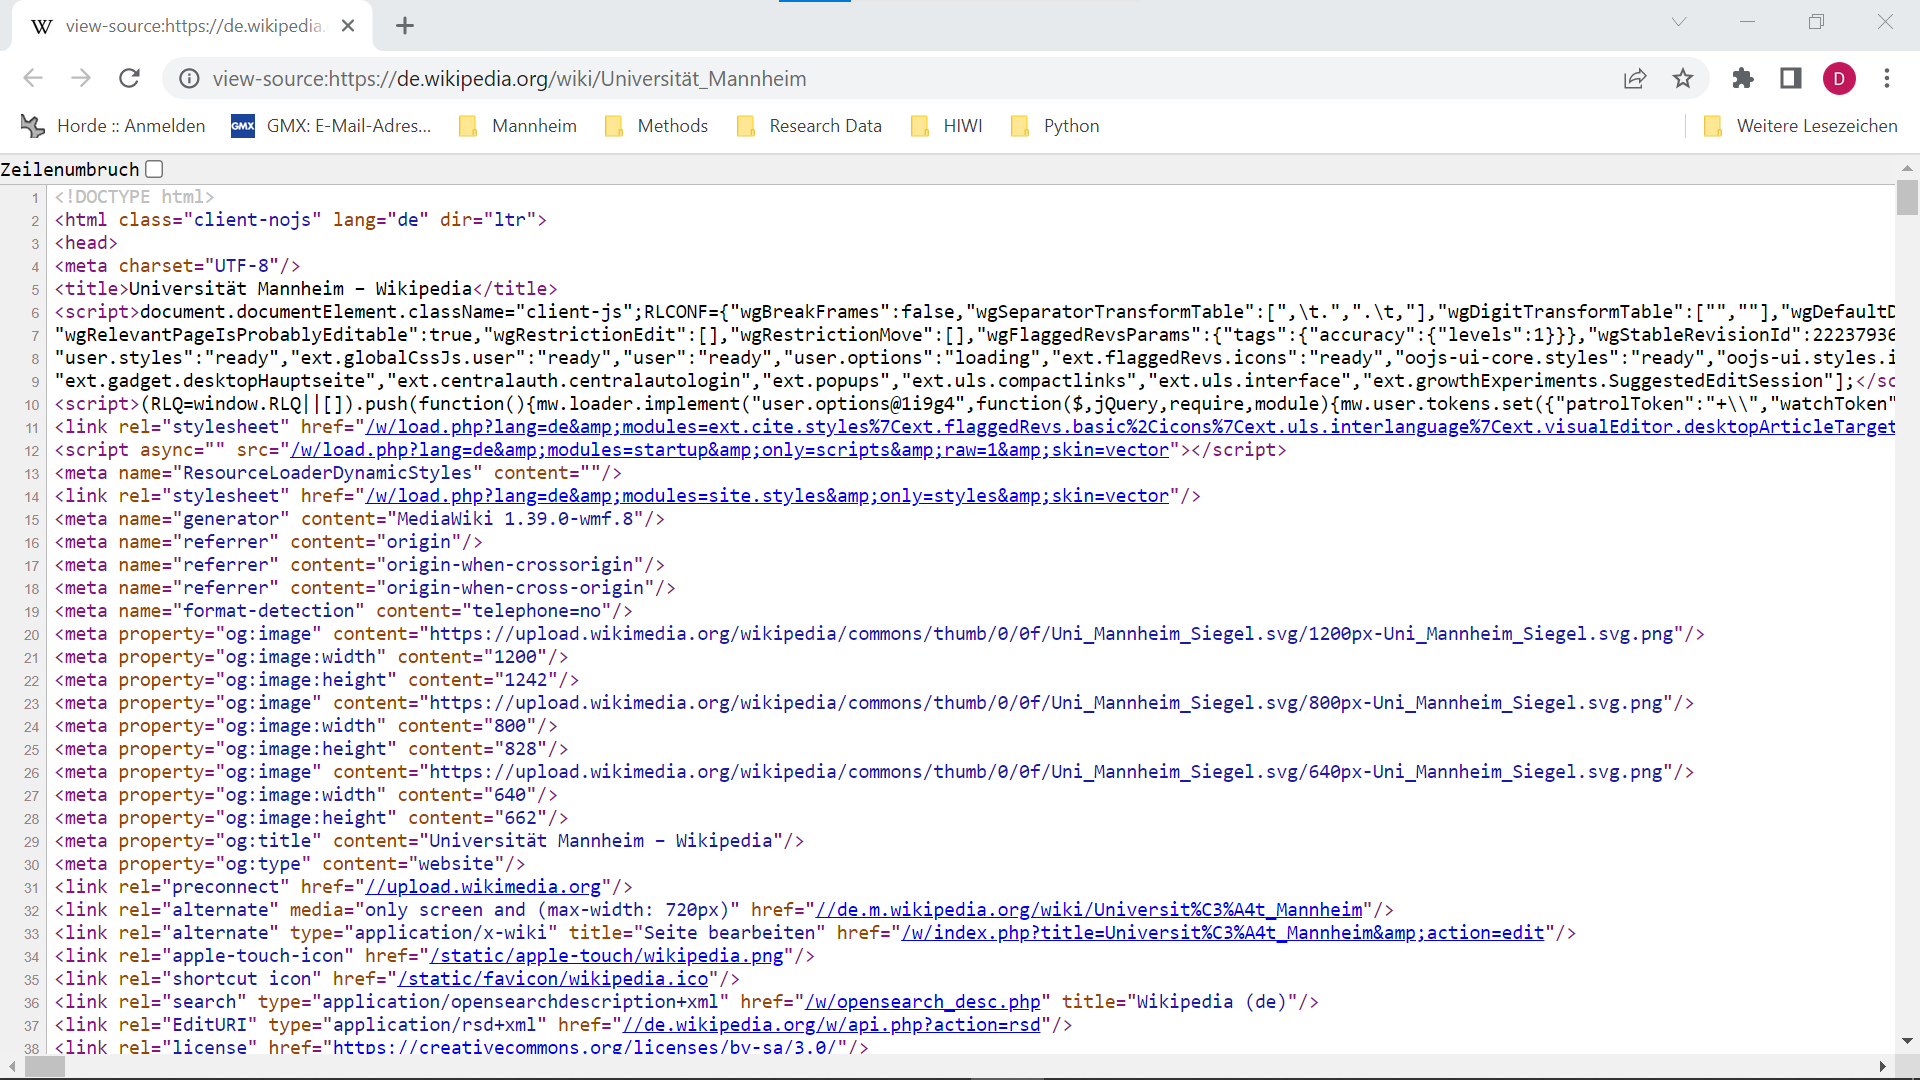 view-source:https://de.wikipedia.
view-source:https://de.wikipedia.org/wiki/Universität_Mannheim
D
Horde :: Anmelden GMX GMX: E-Mail-Adres... Mannheim Methods Research Data HIWI Python Weitere Lesezeichen
Zeilenumbruch
1 <!DOCTYPE html>
2 <html class="client-nojs" lang="de" dir="ltr">
3 <head>
4 <meta charset="UTF-8"/>
5 <title>Universität Mannheim – Wikipedia</title>
6 <script>document.documentElement.className="client-js";RLCONF={"wgBreakFrames":false,"wgSeparatorTransformTable":[",\t.",".\t,"],"wgDigitTransformTable":["",""],"wgDefaultD
7 "wgRelevantPageIsProbablyEditable":true,"wgRestrictionEdit":[],"wgRestrictionMove":[],"wgFlaggedRevsParams":{"tags":{"accuracy":{"levels":1}}},"wgStableRevisionId":22237936
8 "user.styles":"ready","ext.globalCssJs.user":"ready","user":"ready","user.options":"loading","ext.flaggedRevs.icons":"ready","oojs-ui-core.styles":"ready","oojs-ui.styles.i
9 "ext.gadget.desktopHauptseite","ext.centralauth.centralautologin","ext.popups","ext.uls.compactlinks","ext.uls.interface","ext.growthExperiments.SuggestedEditSession"];</sc
10 <script>(RLQ=window.RLQ||[]).push(function(){mw.loader.implement("user.options@1i9g4",function($,jQuery,require,module){mw.user.tokens.set({"patrolToken":"+\\","watchToken"
11 <link rel="stylesheet" href="/w/load.php?lang=de&amp;modules=ext.cite.styles%7Cext.flaggedRevs.basic%2Cicons%7Cext.uls.interlanguage%7Cext.visualEditor.desktopArticleTarget
12 <script async="" src="/w/load.php?lang=de&amp;modules=startup&amp;only=scripts&amp;raw=1&amp;skin=vector"></script>
13 <meta name="ResourceLoaderDynamicStyles" content=""/>
14 <link rel="stylesheet" href="/w/load.php?lang=de&amp;modules=site.styles&amp;only=styles&amp;skin=vector"/>
15 <meta name="generator" content="MediaWiki 1.39.0-wmf.8"/>
16 <meta name="referrer" content="origin"/>
17 <meta name="referrer" content="origin-when-crossorigin"/>
18 <meta name="referrer" content="origin-when-cross-origin"/>
19 <meta name="format-detection" content="telephone=no"/>
20 <meta property="og:image" content="https://upload.wikimedia.org/wikipedia/commons/thumb/0/0f/Uni_Mannheim_Siegel.svg/1200px-Uni_Mannheim_Siegel.svg.png"/>
21 <meta property="og:image:width" content="1200"/>
22 <meta property="og:image:height" content="1242"/>
23 <meta property="og:image" content="https://upload.wikimedia.org/wikipedia/commons/thumb/0/0f/Uni_Mannheim_Siegel.svg/800px-Uni_Mannheim_Siegel.svg.png"/>
24 <meta property="og:image:width" content="800"/>
25 <meta property="og:image:height" content="828"/>
26 <meta property="og:image" content="https://upload.wikimedia.org/wikipedia/commons/thumb/0/0f/Uni_Mannheim_Siegel.svg/640px-Uni_Mannheim_Siegel.svg.png"/>
27 <meta property="og:image:width" content="640"/>
28 <meta property="og:image:height" content="662"/>
29 <meta property="og:title" content="Universität Mannheim – Wikipedia"/>
30 <meta property="og:type" content="website"/>
31 <link rel="preconnect" href="//upload.wikimedia.org"/>
32 <link rel="alternate" media="only screen and (max-width: 720px)" href="//de.m.wikipedia.org/wiki/Universit%C3%A4t_Mannheim"/>
33 <link rel="alternate" type="application/x-wiki" title="Seite bearbeiten" href="/w/index.php?title=Universit%C3%A4t_Mannheim&amp;action=edit"/>
34 <link rel="apple-touch-icon" href="/static/apple-touch/wikipedia.png"/>
35 <link rel="shortcut icon" href="/static/favicon/wikipedia.ico"/>
36 <link rel="search" type="application/opensearchdescription+xml" href="/w/opensearch_desc.php" title="Wikipedia (de)"/>
37 <link rel="EditURI" type="application/rsd+xml" href="//de.wikipedia.org/w/api.php?action=rsd"/>
38 <link rel="license" href="https://creativecommons.org/licenses/by-sa/3.0/"/>